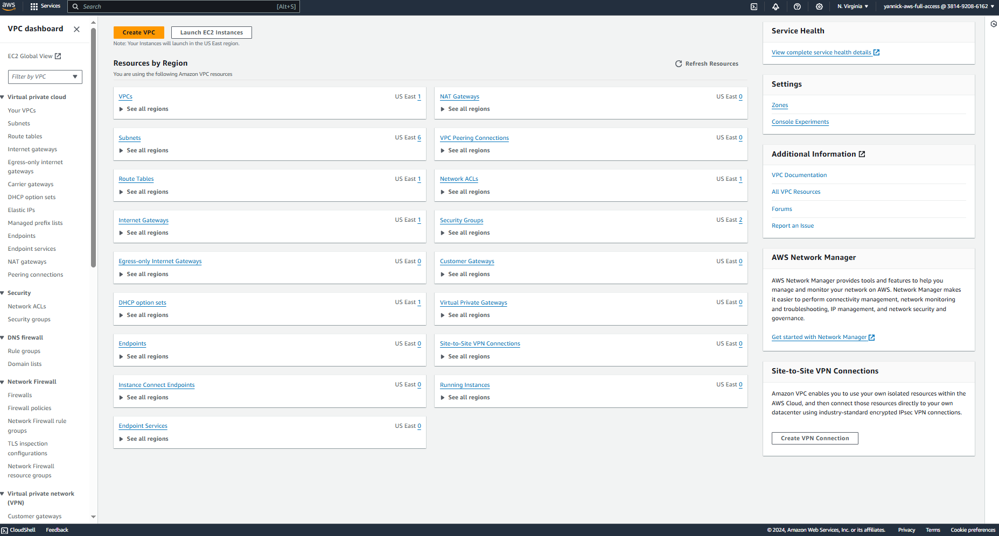 aws
Services
Search
[Alt+S]
N. Virginia
yannick-aws-full-access @ 3814-9208-6162
VPC dashboard
EC2 Global View
Filter by VPC
Virtual private cloud
Your VPCs
Subnets
Route tables
Internet gateways
Egress-only internet
gateways
Carrier gateways
DHCP option sets
Elastic IPs
Managed prefix lists
Endpoints
Endpoint services
NAT gateways
Peering connections
Security
Network ACLs
Security groups
DNS firewall
Rule groups
Domain lists
Network Firewall
Firewalls
Firewall policies
Network Firewall rule
groups
TLS inspection
configurations
Network Firewall
resource groups
Virtual private network
(VPN)
Customer gateways
Create VPC
Launch EC2 Instances
Note: Your Instances will launch in the US East region.
Resources by Region
Refresh Resources
You are using the following Amazon VPC resources
VPCs
US East 1
See all regions
NAT Gateways
US East 0
See all regions
Subnets
US East 6
See all regions
VPC Peering Connections
US East 0
See all regions
Route Tables
US East 1
See all regions
Network ACLs
US East 1
See all regions
Internet Gateways
US East 1
See all regions
Security Groups
US East 2
See all regions
Egress-only Internet Gateways
US East 0
See all regions
Customer Gateways
US East 0
See all regions
DHCP option sets
US East 1
See all regions
Virtual Private Gateways
US East 0
See all regions
Endpoints
US East 0
See all regions
Site-to-Site VPN Connections
US East 0
See all regions
Instance Connect Endpoints
US East 0
See all regions
Running Instances
US East 0
See all regions
Endpoint Services
US East 0
See all regions
Service Health
View complete service health details
Settings
Zones
Console Experiments
Additional Information
VPC Documentation
All VPC Resources
Forums
Report an Issue
AWS Network Manager
AWS Network Manager provides tools and features to help you
manage and monitor your network on AWS. Network Manager makes
it easier to perform connectivity management, network monitoring
and troubleshooting, IP management, and network security and
governance.
Get started with Network Manager
Site-to-Site VPN Connections
Amazon VPC enables you to use your own isolated resources within the
AWS Cloud, and then connect those resources directly to your own
datacenter using industry-standard encrypted IPsec VPN connections.
Create VPN Connection
CloudShell
Feedback
© 2024, Amazon Web Services, Inc. or its affiliates.
Privacy
Terms
Cookie preferences